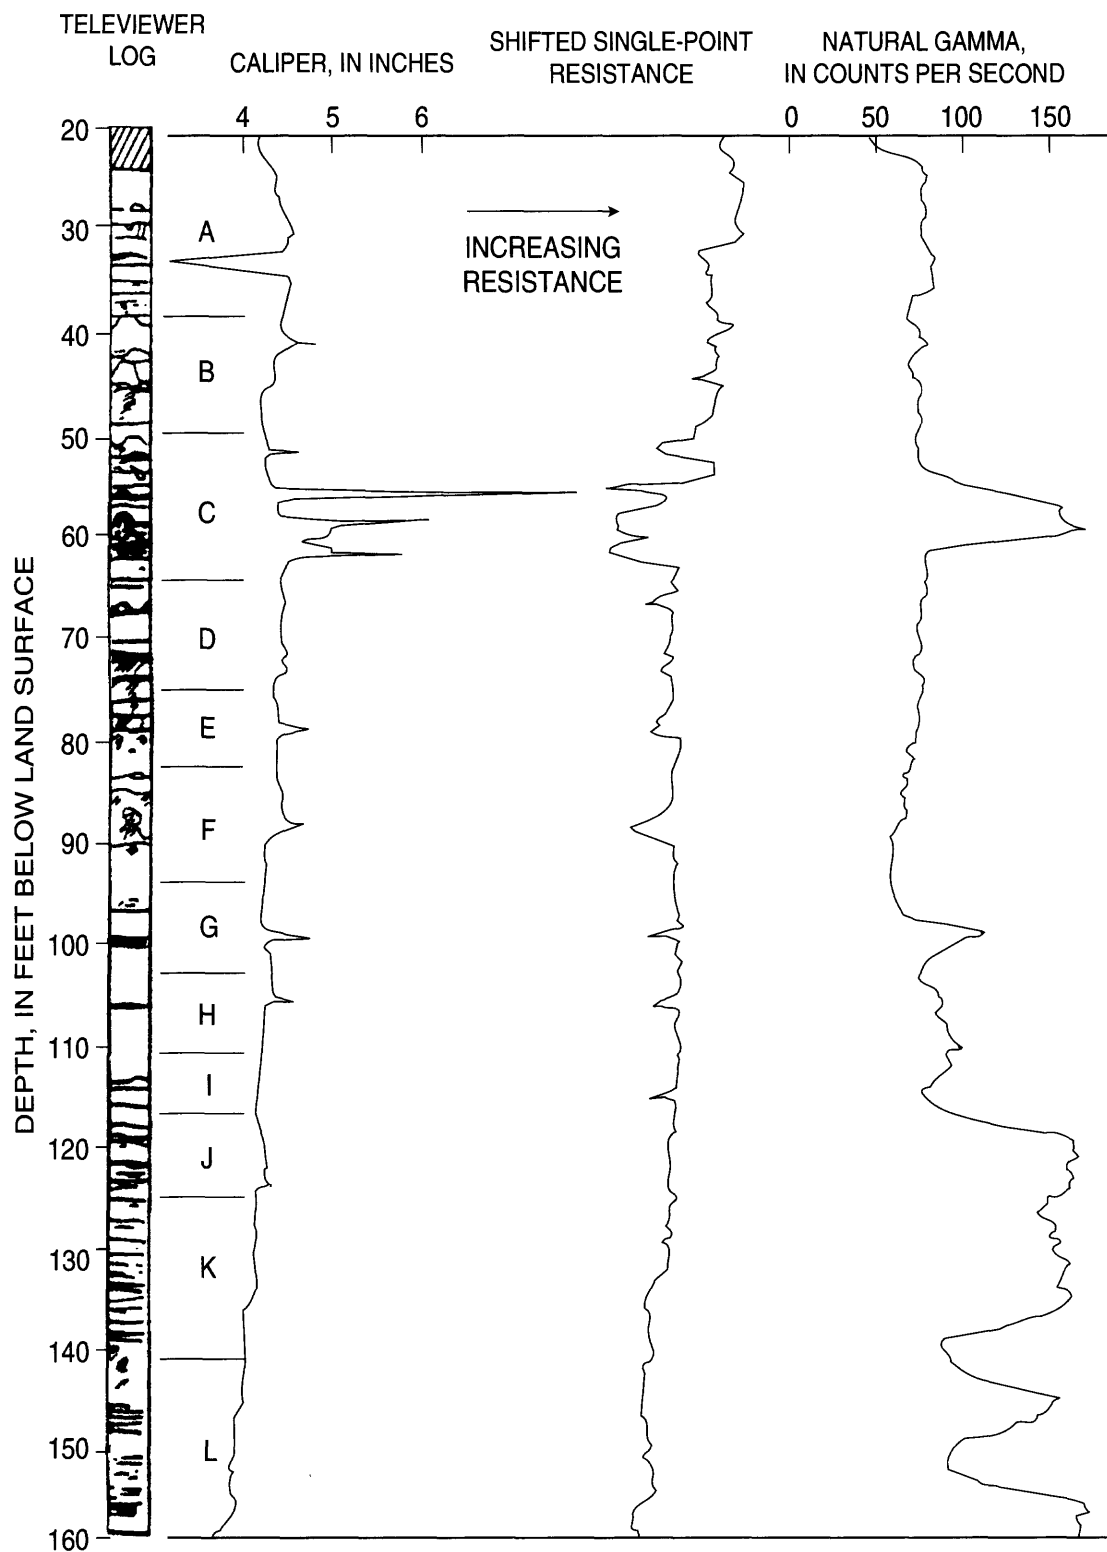 TELEVIEWER
LOG
CALIPER, IN INCHES
SHIFTED SINGLE-POINT
RESISTANCE
NATURAL GAMMA,
IN COUNTS PER SECOND
4 5 6
0 50 100 150
INCREASING
RESISTANCE
DEPTH, IN FEET BELOW LAND SURFACE
20
30
40
50
60
70
80
90
100
110
120
130
140
150
160
A
B
C
D
E
F
G
H
I
J
K
L